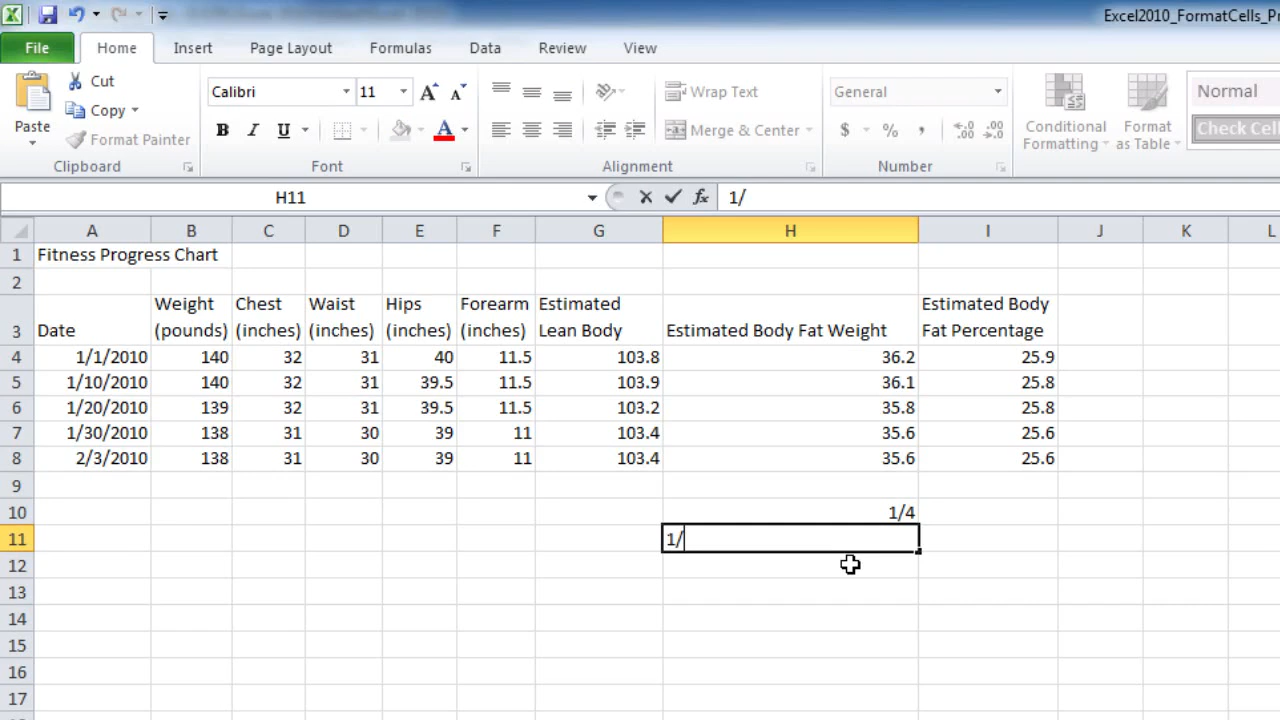 Excel2010_FormatCells_Pr
File Home Insert Page Layout Formulas Data Review View
Paste
Cut
Copy
Format Painter
Clipboard
Calibri 11 A A
B I U A
Font
Wrap Text
Merge & Center
Alignment
General
$ % , .0 .00 .00 .0
Number
Conditional Formatting
Format as Table
Normal
Check Cel
H11 fx 1/
A B C D E F G H I J K L
1 Fitness Progress Chart
2
Weight Chest Waist Hips Forearm Estimated Estimated Body
3 Date (pounds) (inches) (inches) (inches) (inches) Lean Body Estimated Body Fat Weight Fat Percentage
4 1/1/2010 140 32 31 40 11.5 103.8 36.2 25.9
5 1/10/2010 140 32 31 39.5 11.5 103.9 36.1 25.8
6 1/20/2010 139 32 31 39.5 11.5 103.2 35.8 25.8
7 1/30/2010 138 31 30 39 11 103.4 35.6 25.6
8 2/3/2010 138 31 30 39 11 103.4 35.6 25.6
9
10 1/4
11 1/
12
13
14
15
16
17